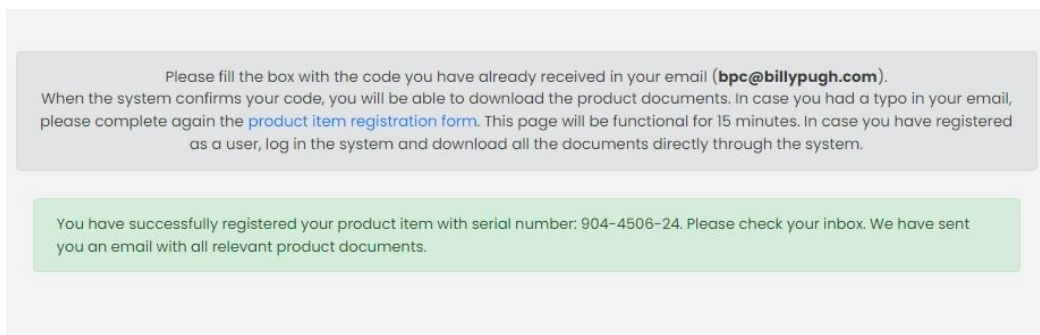 Please fill the box with the code you have already received in your email (bpc@billypugh.com).
When the system confirms your code, you will be able to download the product documents. In case you had a typo in your email,
please complete again the product item registration form. This page will be functional for 15 minutes. In case you have registered
as a user, log in the system and download all the documents directly through the system.
You have successfully registered your product item with serial number: 904-4506-24. Please check your inbox. We have sent
you an email with all relevant product documents.